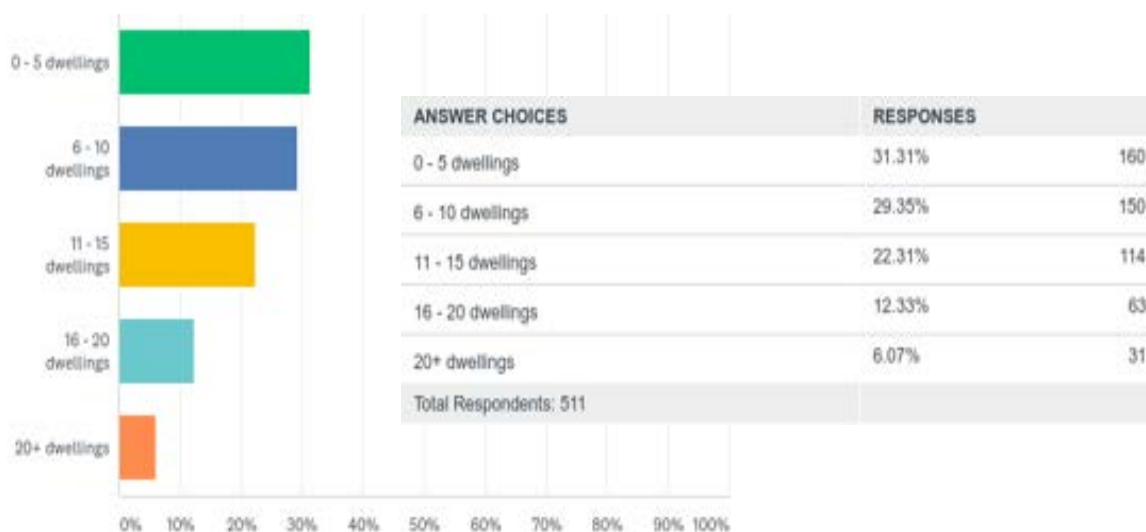 0 - 5 dwellings
6 - 10
dwellings
11 - 15
dwellings
16 - 20
dwellings
20+ dwellings
0% 10% 20% 30% 40% 50% 60% 70% 80% 90% 100%
ANSWER CHOICES RESPONSES
0 - 5 dwellings 31.31% 160
6 - 10 dwellings 29.35% 150
11 - 15 dwellings 22.31% 114
16 - 20 dwellings 12.33% 63
20+ dwellings 6.07% 31
Total Respondents: 511